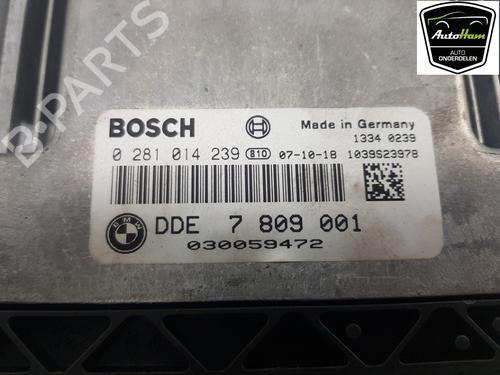 AutoHam
AUTO
ONDERDELEN
B-PARTS
BOSCH
Made in Germany
1334 0239
0 281 014 239 B10 07-10-18 1039S23978
BMW
DDE 7 809 001
030059472